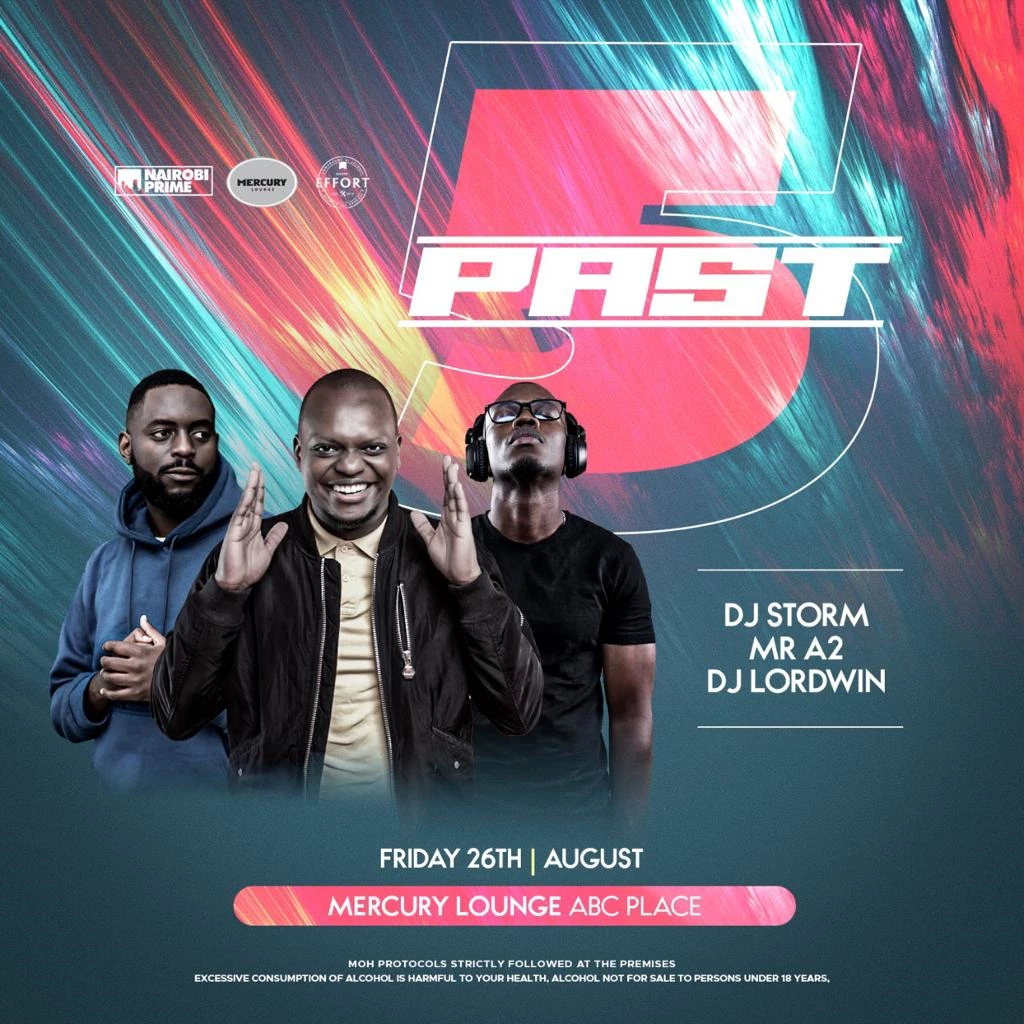 NAIROBI
PRIME
MERCURY
LOUNGE
EFFORT
5
PAST
DJ STORM
MR A2
DJ LORDWIN
FRIDAY 26TH | AUGUST
MERCURY LOUNGE ABC PLACE
MOH PROTOCOLS STRICTLY FOLLOWED AT THE PREMISES
EXCESSIVE CONSUMPTION OF ALCOHOL IS HARMFUL TO YOUR HEALTH, ALCOHOL NOT FOR SALE TO PERSONS UNDER 18 YEARS,